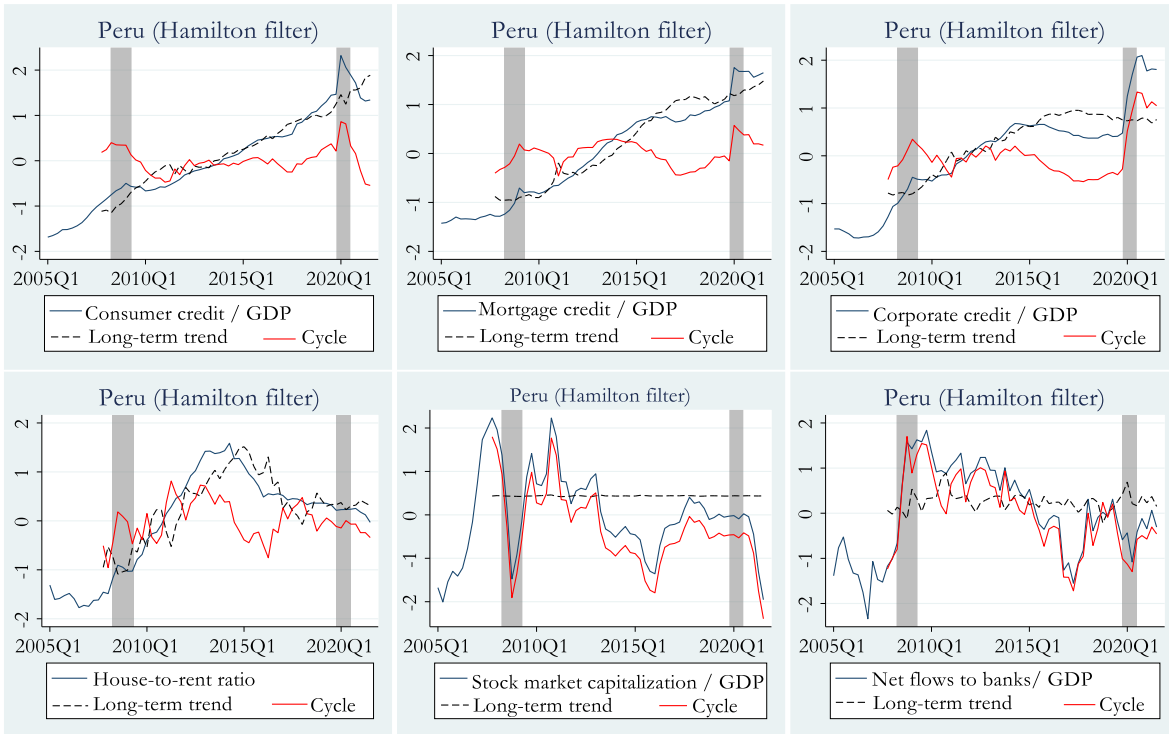 Peru (Hamilton filter)
2
1
0
-1
-2
2005Q1 2010Q1 2015Q1 2020Q1
Consumer credit / GDP
Long-term trend Cycle
Peru (Hamilton filter)
2
1
0
-1
-2
2005Q1 2010Q1 2015Q1 2020Q1
Mortgage credit / GDP
Long-term trend Cycle
Peru (Hamilton filter)
2
1
0
-1
-2
2005Q1 2010Q1 2015Q1 2020Q1
Corporate credit / GDP
Long-term trend Cycle
Peru (Hamilton filter)
2
1
0
-1
-2
2005Q1 2010Q1 2015Q1 2020Q1
House-to-rent ratio
Long-term trend Cycle
Peru (Hamilton filter)
2
1
0
-1
-2
2005Q1 2010Q1 2015Q1 2020Q1
Stock market capitalization / GDP
Long-term trend Cycle
Peru (Hamilton filter)
2
1
0
-1
-2
2005Q1 2010Q1 2015Q1 2020Q1
Net flows to banks/ GDP
Long-term trend Cycle